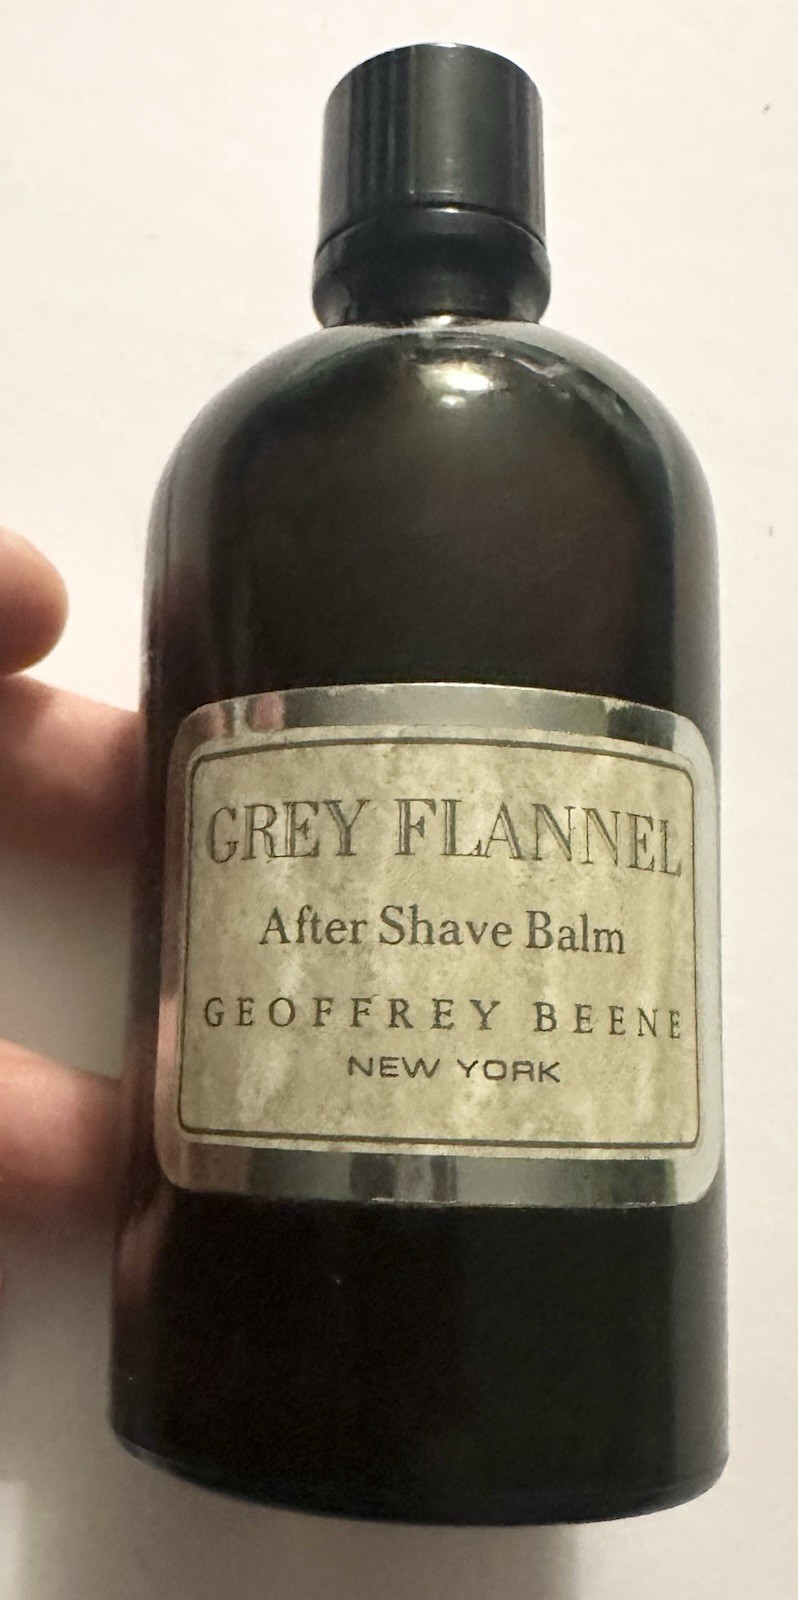 GREY FLANNEL
After Shave Balm
GEOFFREY BEENE
NEW YORK